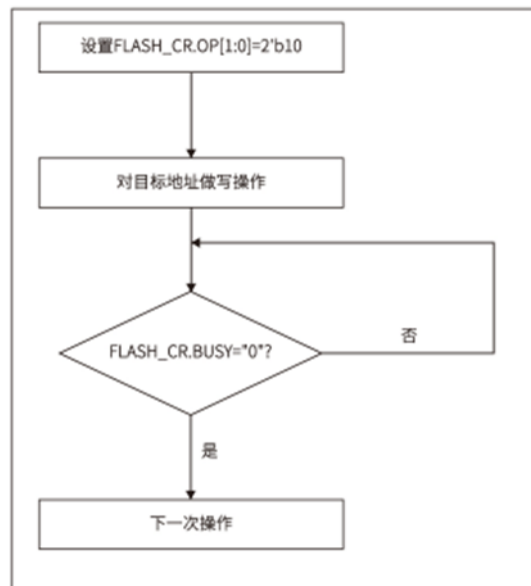 设置FLASH_CR.OP[1:0]=2'b10
对目标地址做写操作
FLASH_CR.BUSY="0"?
否
是
下一次操作